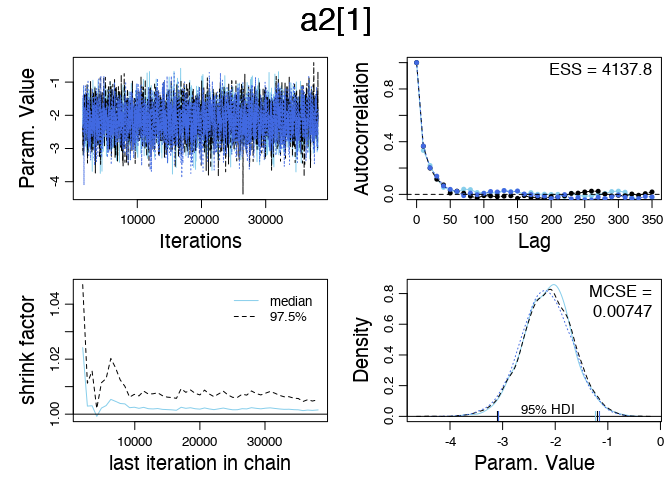 a2[1]
Param. Value
-1
-2
-3
-4
10000 20000 30000
Iterations
Autocorrelation
0.0 0.4 0.8
ESS = 4137.8
0 50 100 150 200 250 300 350
Lag
shrink factor
1.00 1.02 1.04
median
97.5%
10000 20000 30000
last iteration in chain
Density
0.0 0.2 0.4 0.6 0.8
MCSE =
0.00747
95% HDI
-4 -3 -2 -1 0
Param. Value